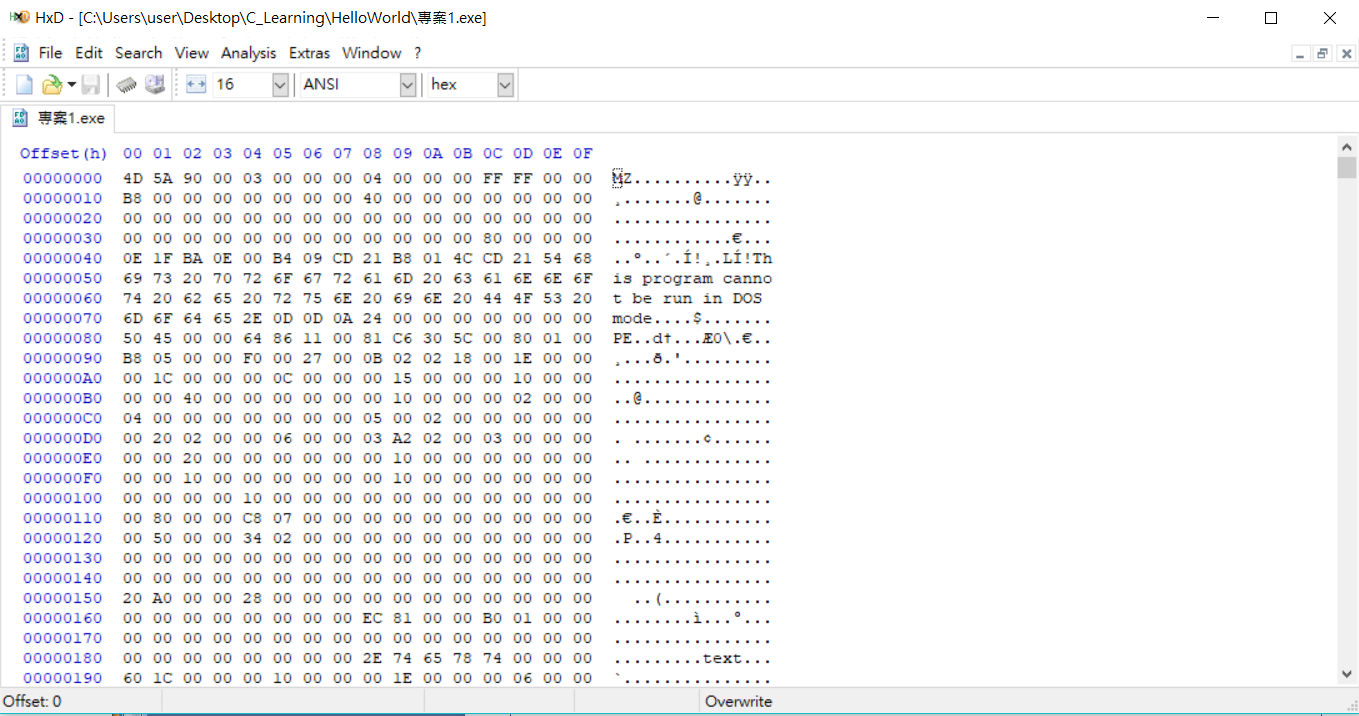 HxD - [C:\Users\user\Desktop\C_Learning\HelloWorld\專案1.exe]
File Edit Search View Analysis Extras Window ?
16 ANSI hex
專案1.exe
Offset(h) 00 01 02 03 04 05 06 07 08 09 0A 0B 0C 0D 0E 0F
00000000 4D 5A 90 00 03 00 00 00 04 00 00 00 FF FF 00 00 MZ..........ÿÿ..
00000010 B8 00 00 00 00 00 00 00 40 00 00 00 00 00 00 00 ¸.......@.......
00000020 00 00 00 00 00 00 00 00 00 00 00 00 00 00 00 00 ................
00000030 00 00 00 00 00 00 00 00 00 00 00 00 80 00 00 00 ............€...
00000040 0E 1F BA 0E 00 B4 09 CD 21 B8 01 4C CD 21 54 68 ..º..´.Í!¸.LÍ!Th
00000050 69 73 20 70 72 6F 67 72 61 6D 20 63 61 6E 6E 6F is program canno
00000060 74 20 62 65 20 72 75 6E 20 69 6E 20 44 4F 53 20 t be run in DOS
00000070 6D 6F 64 65 2E 0D 0D 0A 24 00 00 00 00 00 00 00 mode....$.......
00000080 50 45 00 00 64 86 11 00 81 C6 30 5C 00 80 01 00 PE..d†...Æ0\.€..
00000090 B8 05 00 00 F0 00 27 00 0B 02 02 18 00 1E 00 00 ¸...ð.'.........
000000A0 00 1C 00 00 00 0C 00 00 00 15 00 00 00 10 00 00 ................
000000B0 00 00 40 00 00 00 00 00 00 10 00 00 00 02 00 00 ..@.............
000000C0 04 00 00 00 00 00 00 00 05 00 02 00 00 00 00 00 ................
000000D0 00 20 02 00 00 06 00 00 03 A2 02 00 03 00 00 00 . .......¢......
000000E0 00 00 20 00 00 00 00 00 00 10 00 00 00 00 00 00 .. .............
000000F0 00 00 10 00 00 00 00 00 00 10 00 00 00 00 00 00 ................
00000100 00 00 00 00 10 00 00 00 00 00 00 00 00 00 00 00 ................
00000110 00 80 00 00 C8 07 00 00 00 00 00 00 00 00 00 00 .€..È...........
00000120 00 50 00 00 34 02 00 00 00 00 00 00 00 00 00 00 .P..4...........
00000130 00 00 00 00 00 00 00 00 00 00 00 00 00 00 00 00 ................
00000140 00 00 00 00 00 00 00 00 00 00 00 00 00 00 00 00 ................
00000150 20 A0 00 00 28 00 00 00 00 00 00 00 00 00 00 00 ..(...........
00000160 00 00 00 00 00 00 00 00 EC 81 00 00 B0 01 00 00 ........ì...°...
00000170 00 00 00 00 00 00 00 00 00 00 00 00 00 00 00 00 ................
00000180 00 00 00 00 00 00 00 00 2E 74 65 78 74 00 00 00 .........text...
00000190 60 1C 00 00 00 10 00 00 00 1E 00 00 00 06 00 00 `...............
Offset: 0 Overwrite